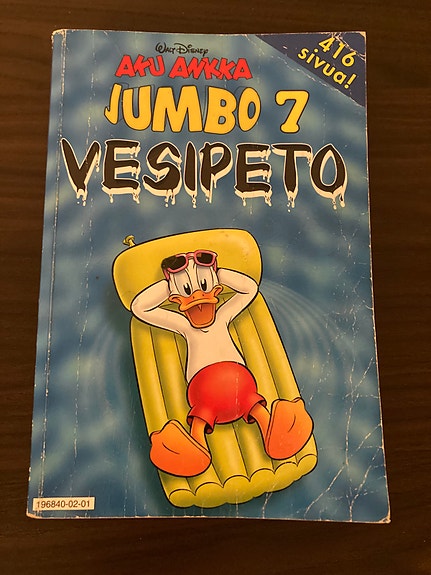 WALT DISNEY
AKU ANKKA
416
sivua!
JUMBO 7
VESIPETO
196840-02-01